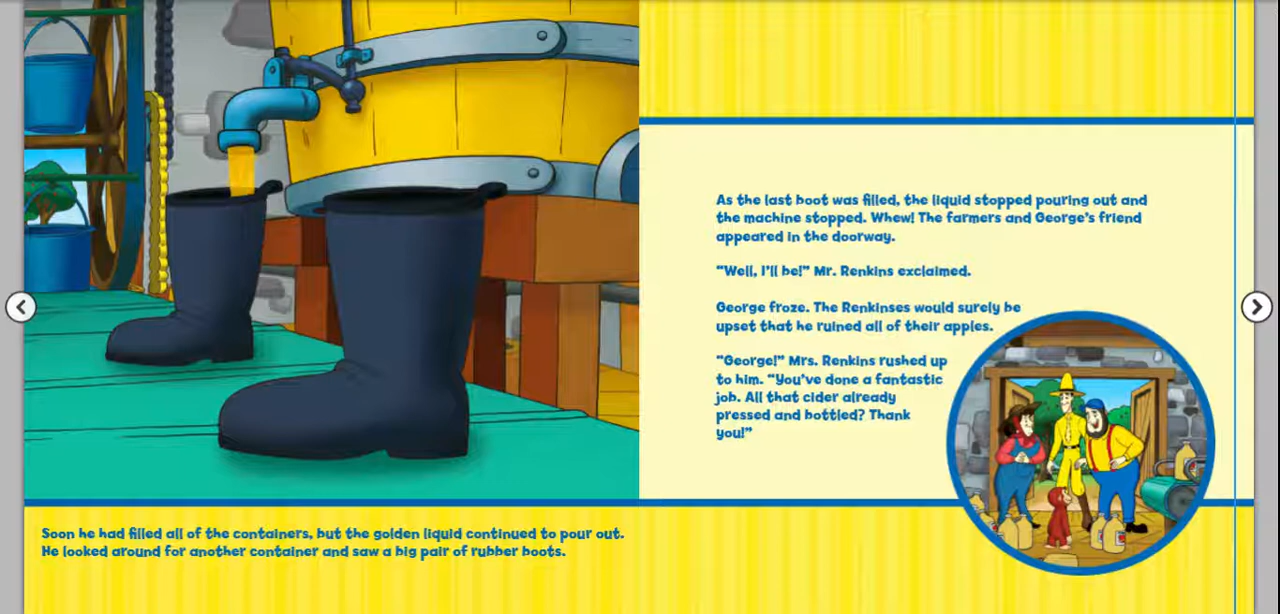 Soon he had filled all of the containers, but the golden liquid continued to pour out.
He looked around for another container and saw a big pair of rubber boots.
As the last boot was filled, the liquid stopped pouring out and
the machine stopped. Whew! The farmers and George's friend
appeared in the doorway.
"Well, I'll be!" Mr. Renkins exclaimed.
George froze. The Renkinses would surely be
upset that he ruined all of their apples.
"George!" Mrs. Renkins rushed up
to him. "You've done a fantastic
job. All that cider already
pressed and bottled? Thank
you!"